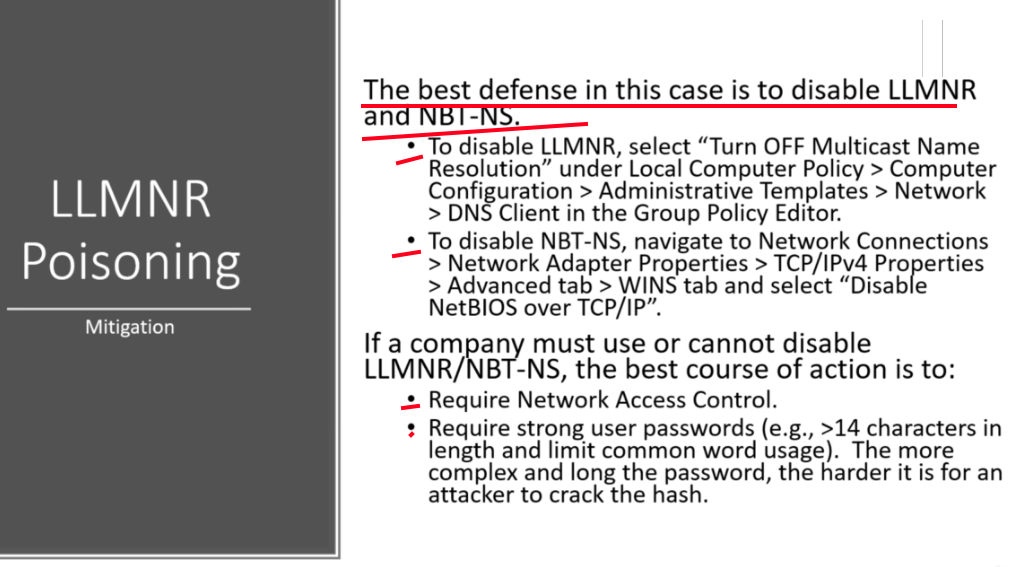 LLMNR
Poisoning
Mitigation
The best defense in this case is to disable LLMNR
and NBT-NS.
• To disable LLMNR, select “Turn OFF Multicast Name
Resolution” under Local Computer Policy > Computer
Configuration > Administrative Templates > Network
> DNS Client in the Group Policy Editor.
• To disable NBT-NS, navigate to Network Connections
> Network Adapter Properties > TCP/IPv4 Properties
> Advanced tab > WINS tab and select “Disable
NetBIOS over TCP/IP”.
If a company must use or cannot disable
LLMNR/NBT-NS, the best course of action is to:
• Require Network Access Control.
• Require strong user passwords (e.g., >14 characters in
length and limit common word usage).  The more
complex and long the password, the harder it is for an
attacker to crack the hash.